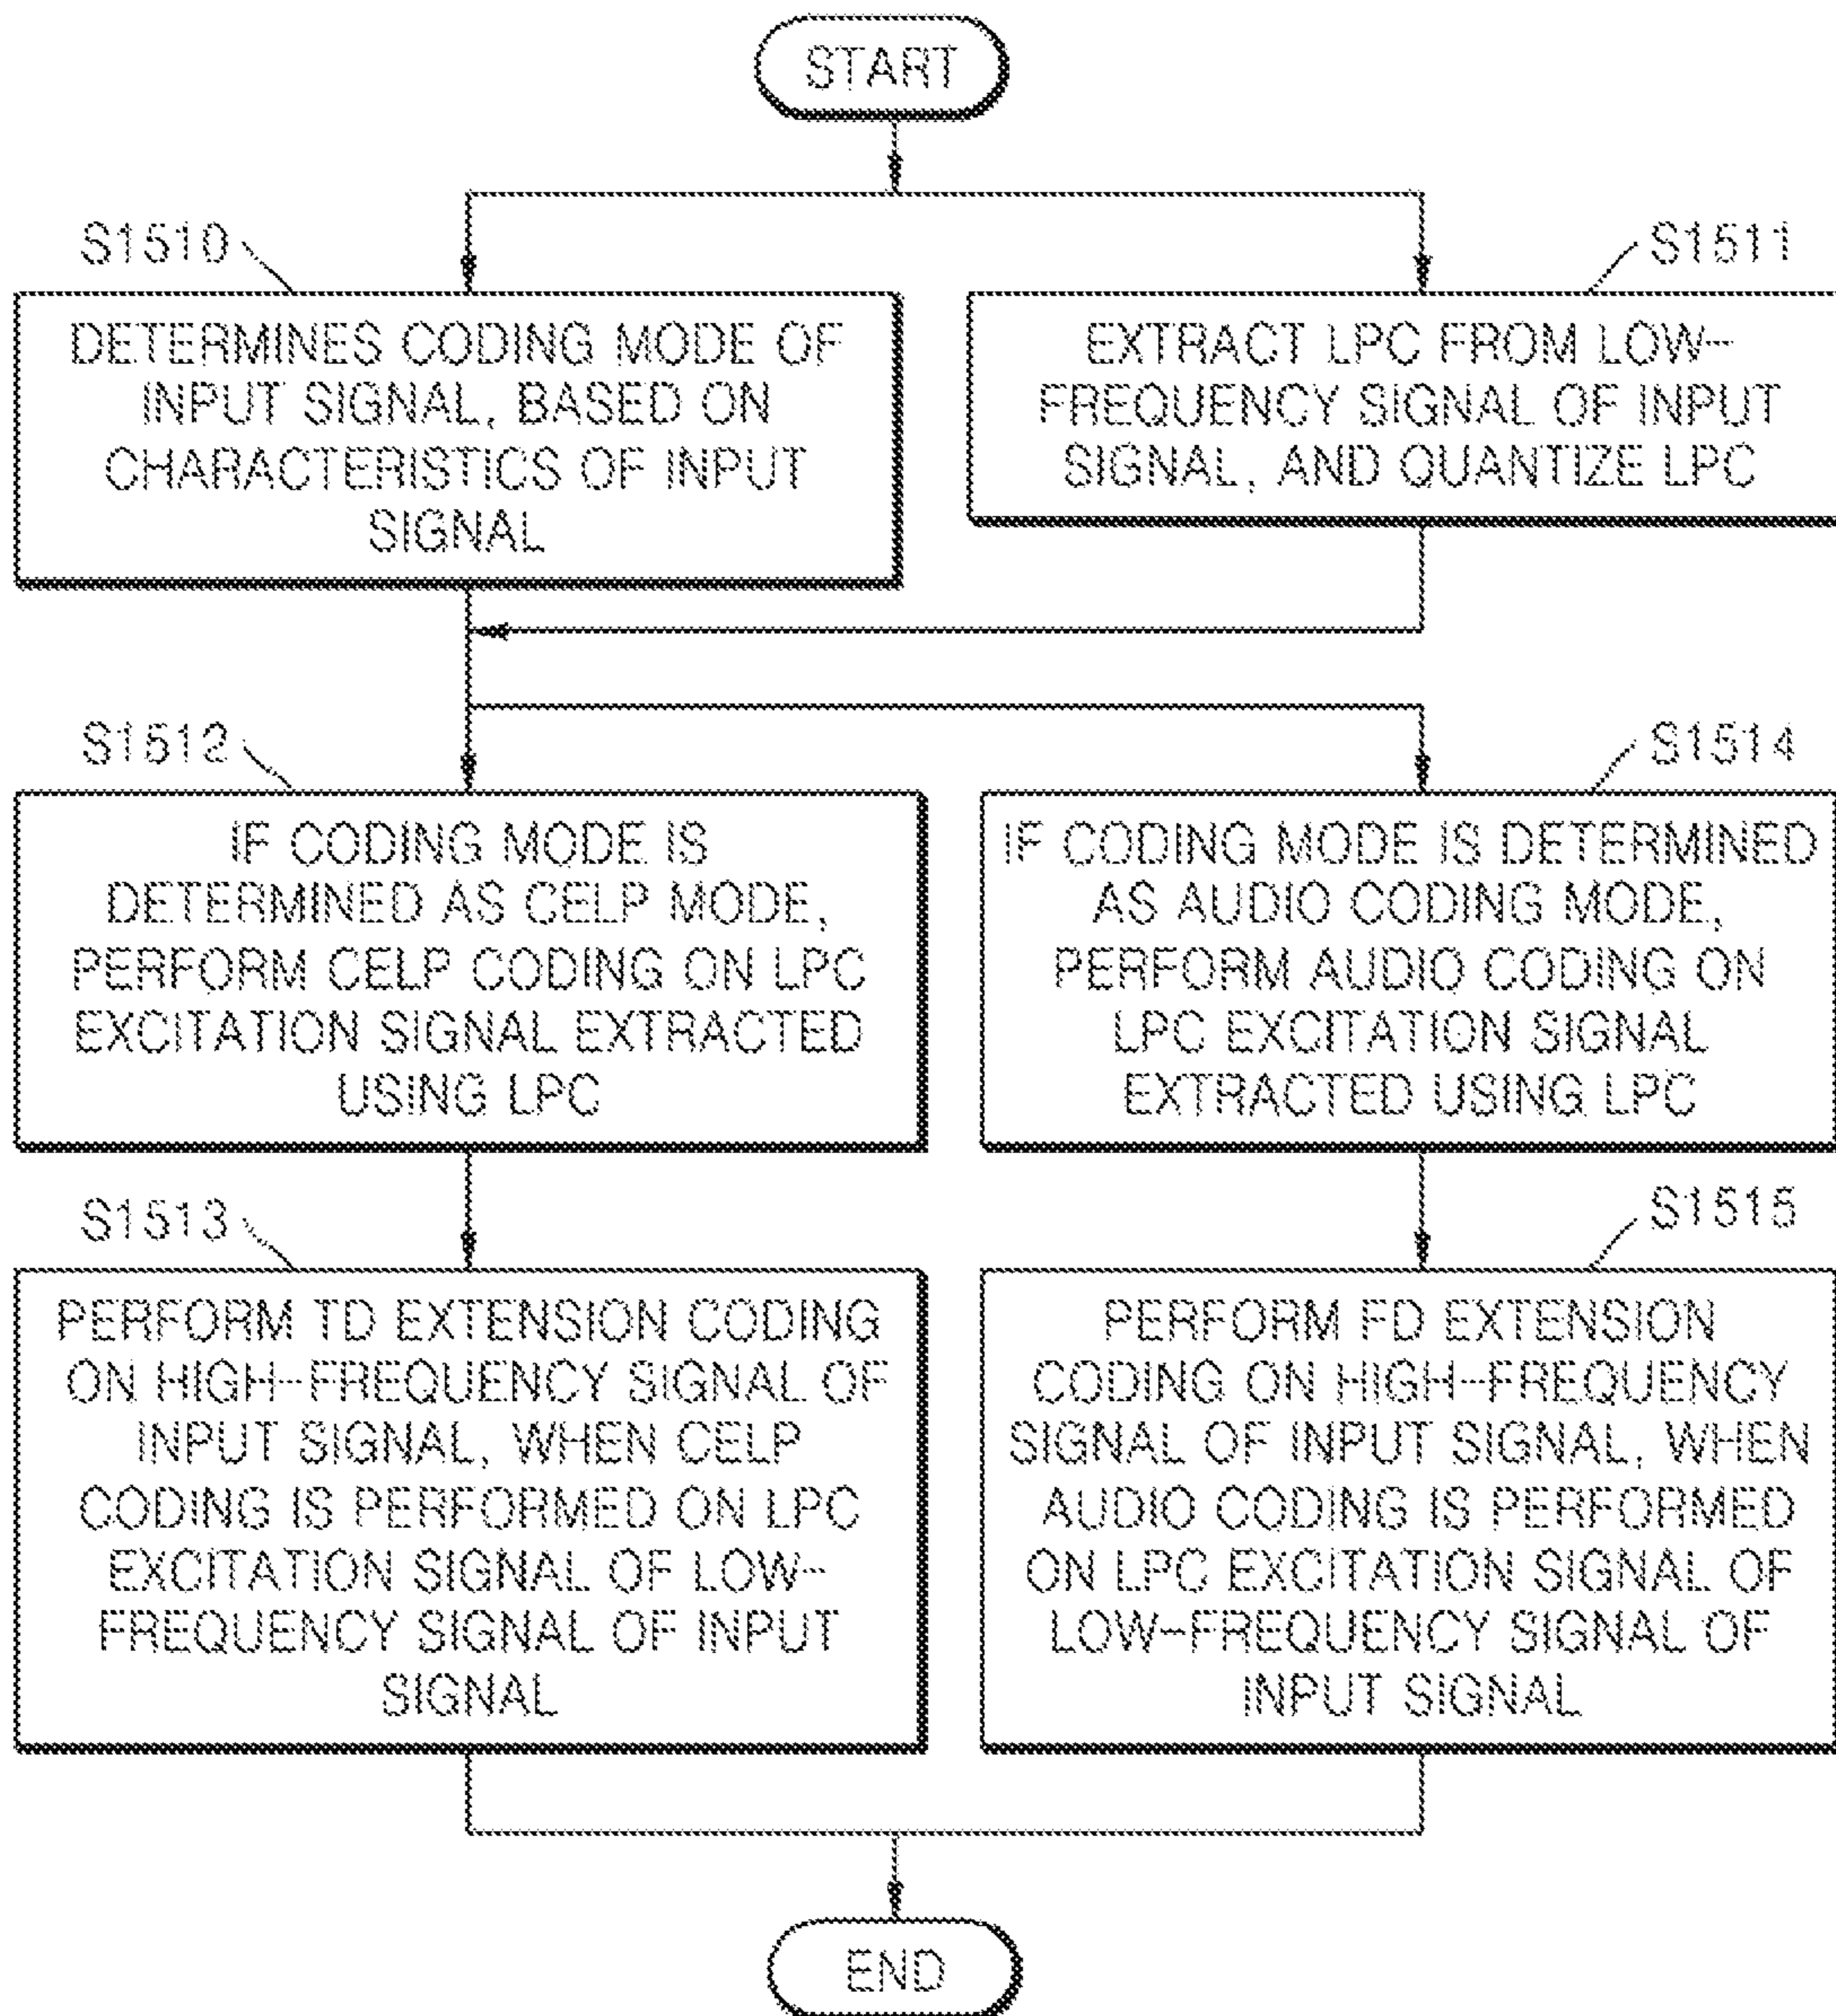 START
S1510
DETERMINES CODING MODE OF
INPUT SIGNAL, BASED ON
CHARACTERISTICS OF INPUT
SIGNAL
S1511
EXTRACT LPC FROM LOW-
FREQUENCY SIGNAL OF INPUT
SIGNAL, AND QUANTIZE LPC
S1512
IF CODING MODE IS
DETERMINED AS CELP MODE,
PERFORM CELP CODING ON LPC
EXCITATION SIGNAL EXTRACTED
USING LPC
S1514
IF CODING MODE IS DETERMINED
AS AUDIO CODING MODE,
PERFORM AUDIO CODING ON
LPC EXCITATION SIGNAL
EXTRACTED USING LPC
S1513
PERFORM TD EXTENSION CODING
ON HIGH-FREQUENCY SIGNAL OF
INPUT SIGNAL, WHEN CELP
CODING IS PERFORMED ON LPC
EXCITATION SIGNAL OF LOW-
FREQUENCY SIGNAL OF INPUT
SIGNAL
S1515
PERFORM FD EXTENSION
CODING ON HIGH-FREQUENCY
SIGNAL OF INPUT SIGNAL, WHEN
AUDIO CODING IS PERFORMED
ON LPC EXCITATION SIGNAL OF
LOW-FREQUENCY SIGNAL OF
INPUT SIGNAL
END